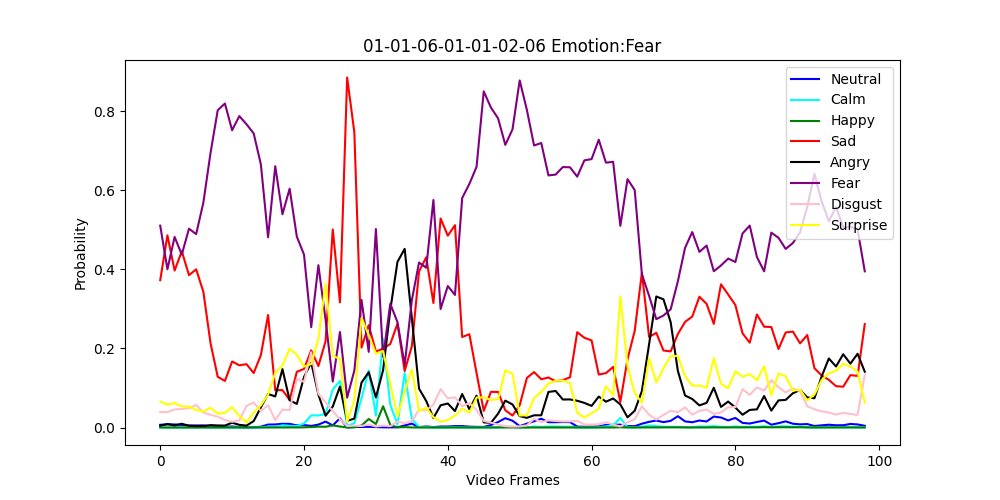 01-01-06-01-01-02-06 Emotion:Fear
Probability
0.8
0.6
0.4
0.2
0.0
0
20
40
60
80
100
Video Frames
Neutral
Calm
Happy
Sad
Angry
Fear
Disgust
Surprise